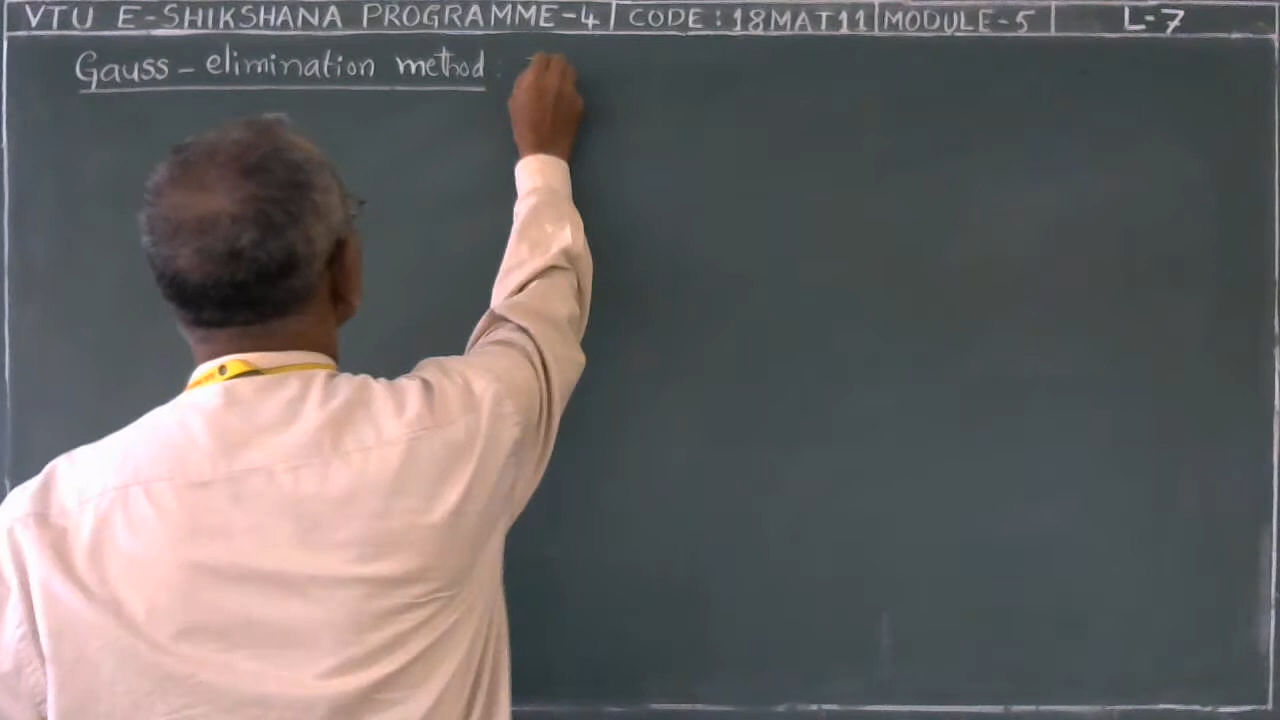 VTU E-SHIKSHANA PROGRAMME-4 | CODE:18MAT11 | MODULE-5 | L-7
Gauss-elimination method :